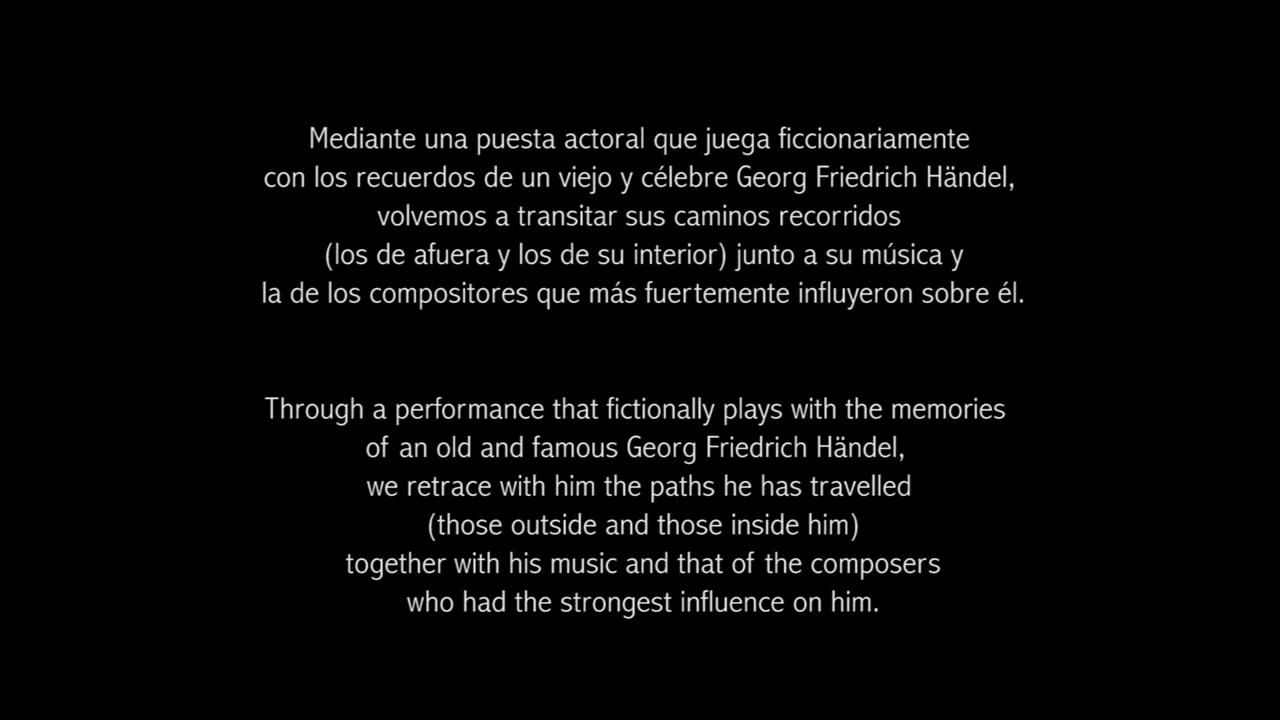 Mediante una puesta actoral que juega ficcionariamente
con los recuerdos de un viejo y célebre Georg Friedrich Händel,
volvemos a transitar sus caminos recorridos
(los de afuera y los de su interior) junto a su música y
la de los compositores que más fuertemente influyeron sobre él.
Through a performance that fictionally plays with the memories
of an old and famous Georg Friedrich Händel,
we retrace with him the paths he has travelled
(those outside and those inside him)
together with his music and that of the composers
who had the strongest influence on him.